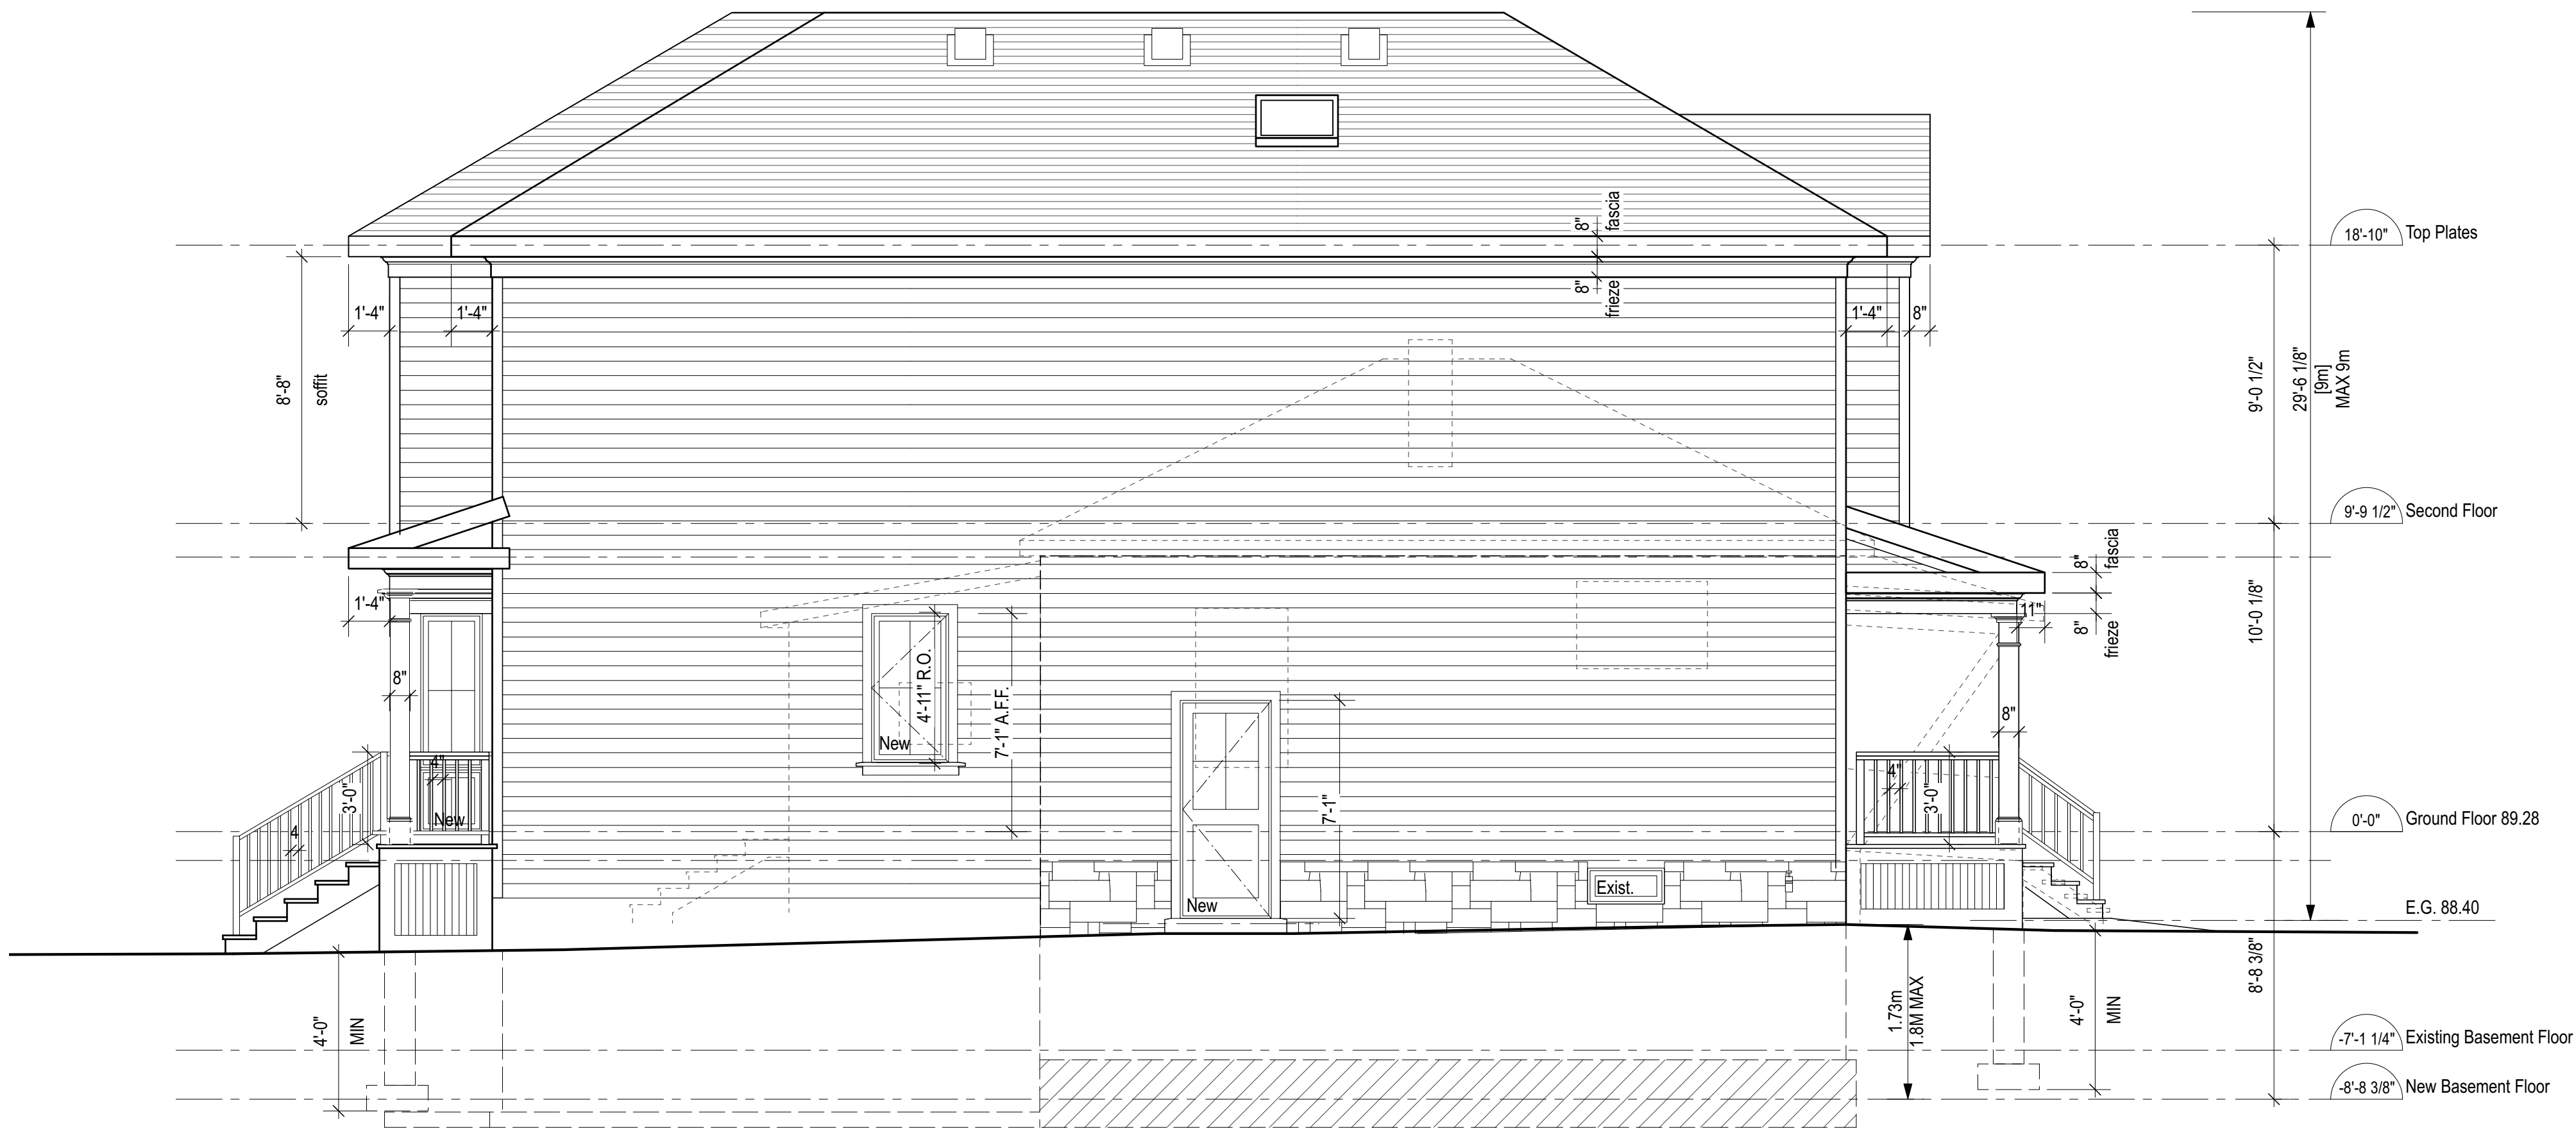 8"
fascia
8"
frieze
18'-10" Top Plates
1'-4"
1'-4"
1'-4"
8"
8'-8"
soffit
9'-0 1/2"
29'-6 1/8"
[9m]
MAX 9m
9'-9 1/2" Second Floor
8"
fascia
8"
frieze
11"
1'-4"
8"
4'-11" R.O.
New
7'-1" A.F.F.
10'-0 1/8"
8"
4"
3'-0"
New
4
7'-1"
New
Exist.
4"
3'-0"
0'-0" Ground Floor 89.28
E.G. 88.40
8'-8 3/8"
4'-0"
MIN
1.73m
1.8M MAX
4'-0"
MIN
-7'-1 1/4" Existing Basement Floor
-8'-8 3/8" New Basement Floor